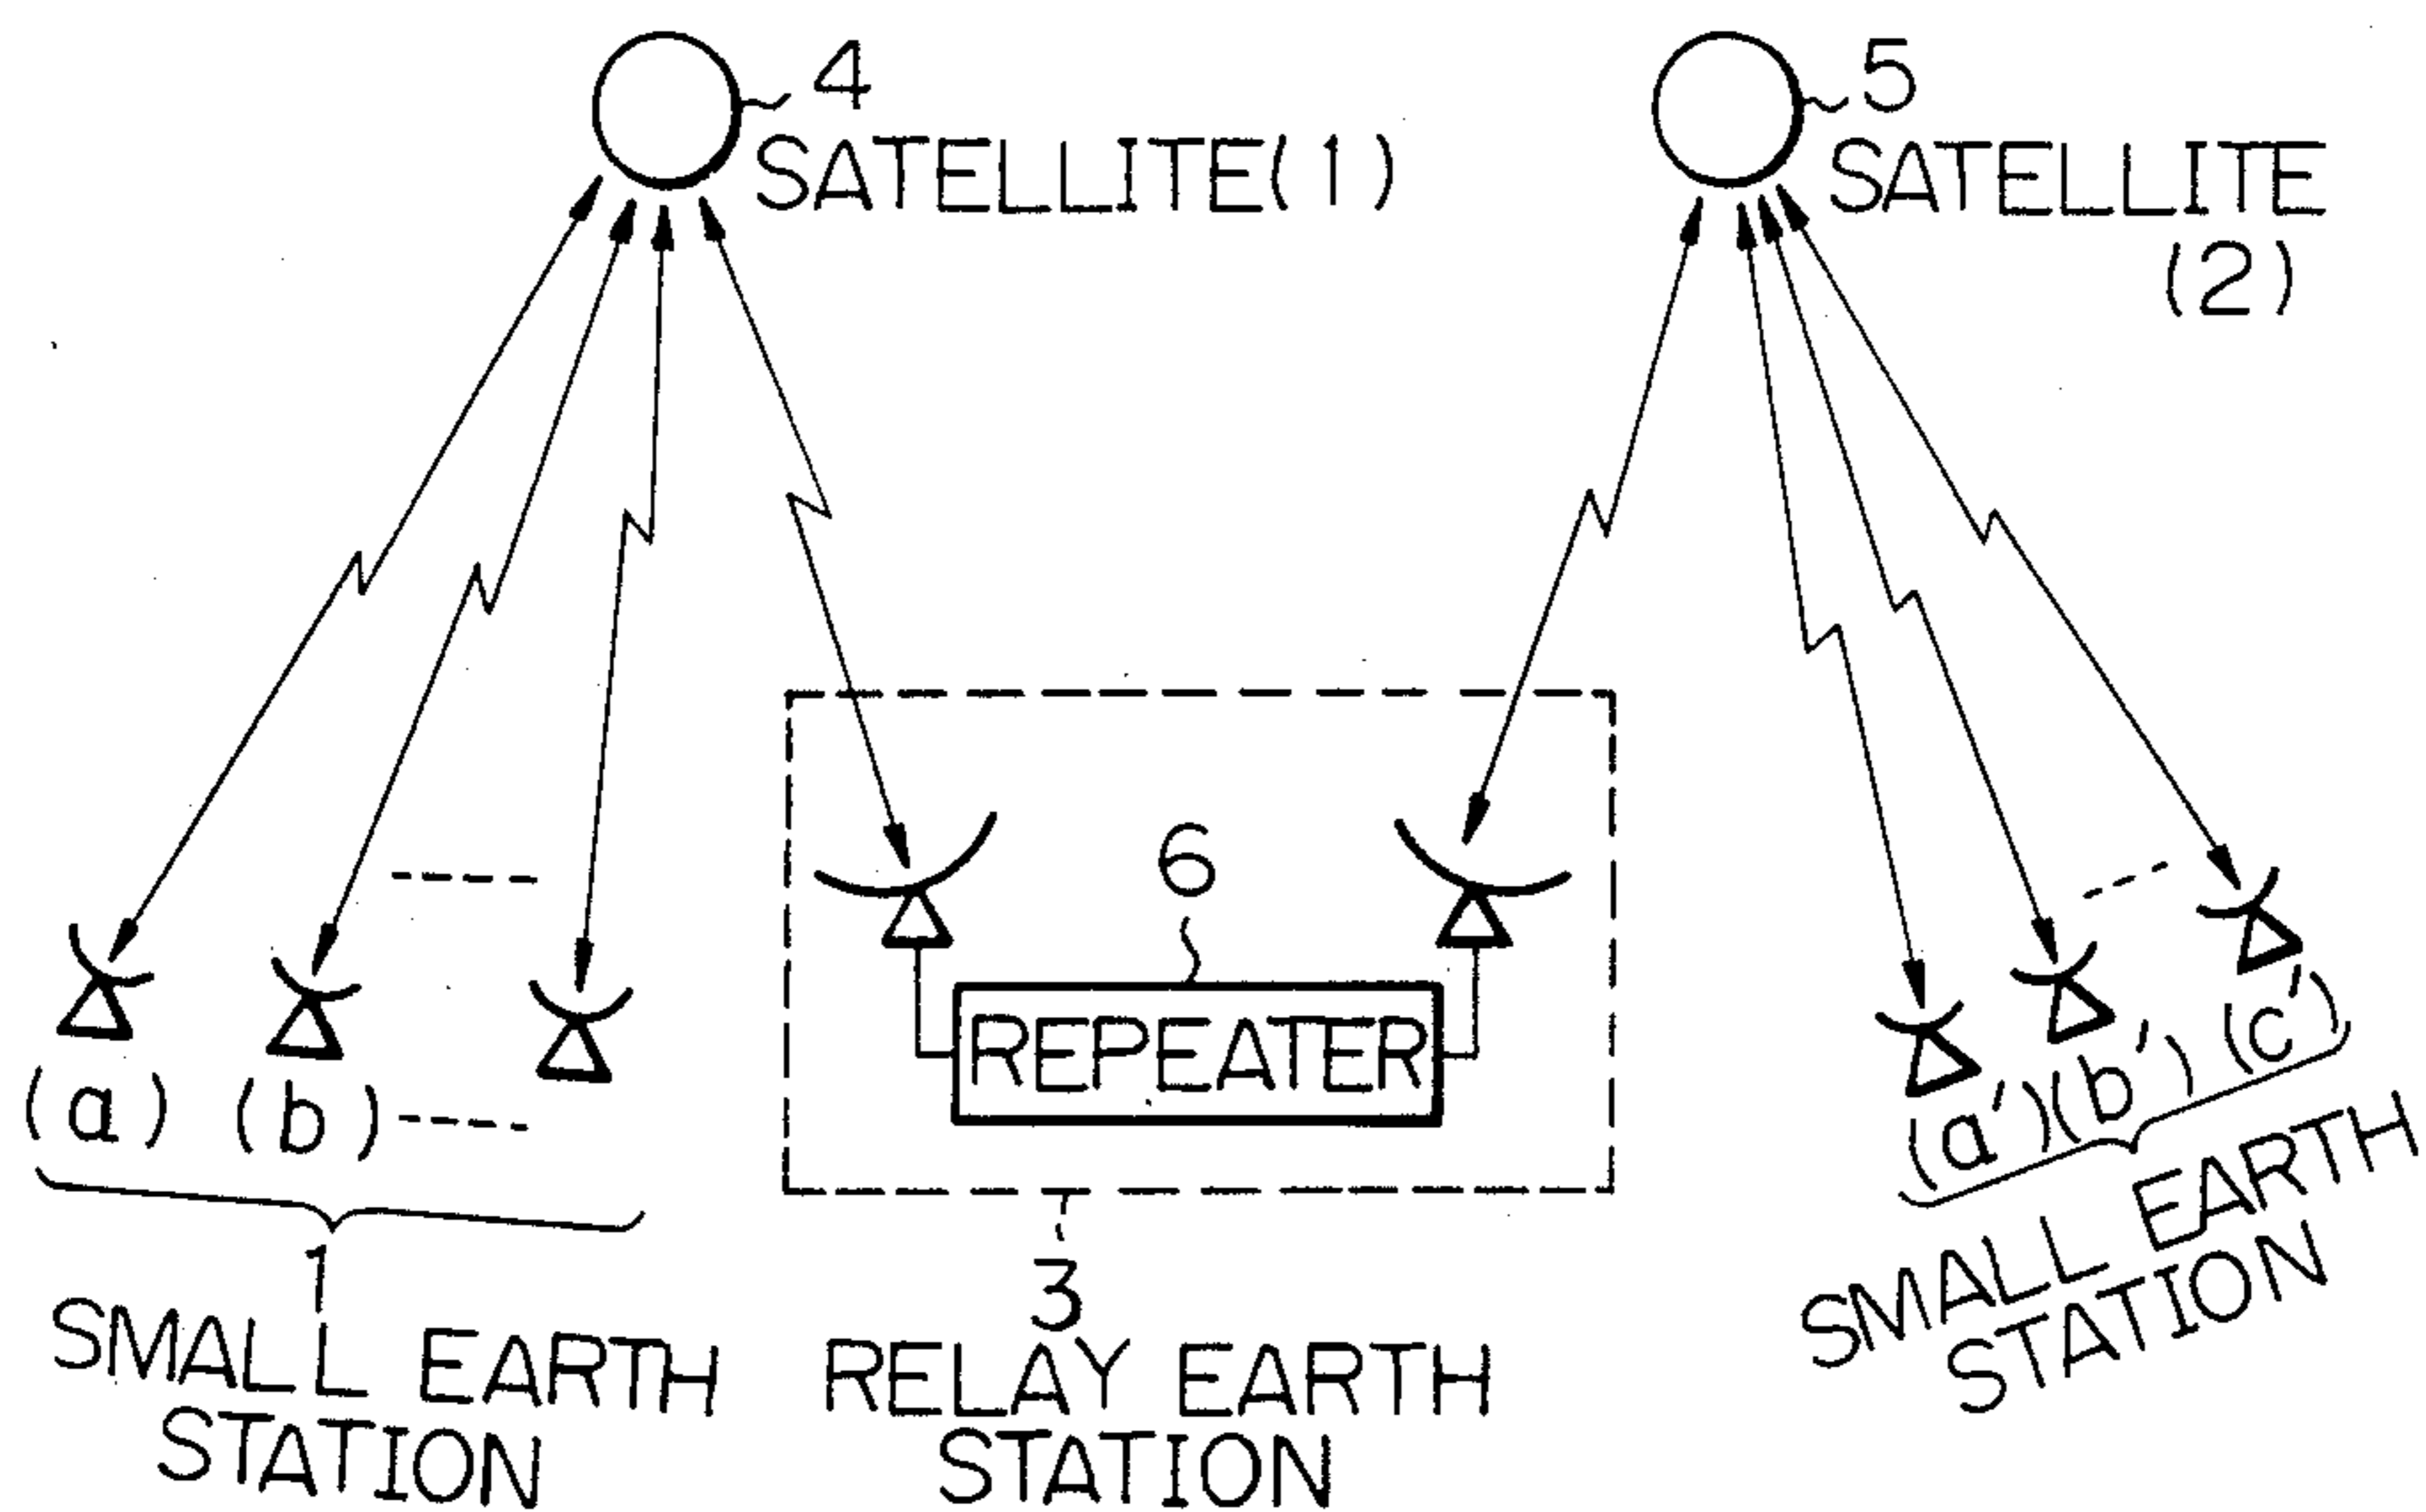 4
SATELLITE(1)
5
SATELLITE
(2)
6
REPEATER
(a) (b)
1
SMALL EARTH
STATION
3
RELAY EARTH
STATION
(a')(b')(c')
SMALL EARTH
STATION